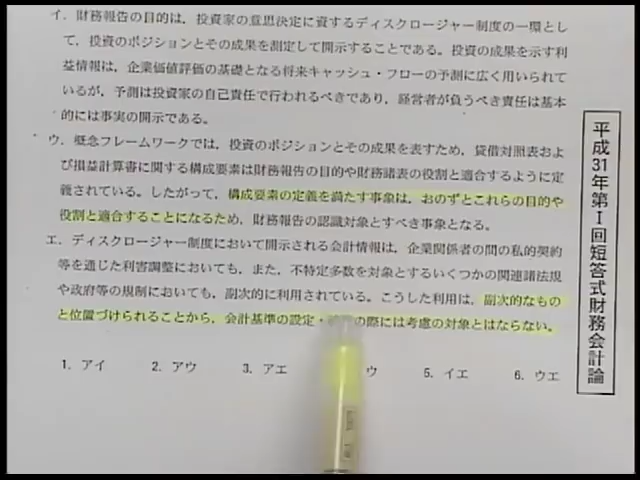 イ．財務報告の目的は，投資家の意思決定に資するディスクロージャー制度の一環とし
て，投資のポジションとその成果を測定して開示することである。投資の成果を示す利
益情報は，企業価値評価の基礎となる将来キャッシュ・フローの予測に広く用いられて
いるが，予測は投資家の自己責任で行われるべきであり，経営者が負うべき責任は基本
的には事実の開示である。
ウ．概念フレームワークでは，投資のポジションとその成果を表すため，貸借対照表およ
び損益計算書に関する構成要素は財務報告の目的や財務諸表の役割と適合するように定
義されている。したがって，構成要素の定義を満たす事象は，おのずとこれらの目的や
役割と適合することになるため，財務報告の認識対象とすべき事象となる。
エ．ディスクロージャー制度において開示される会計情報は，企業関係者の間の私的契約
等を通じた利害調整においても，また，不特定多数を対象とするいくつかの関連諸法規
や政府等の規制においても，副次的に利用されている。こうした利用は，副次的なもの
と位置づけられることから，会計基準の設定・の際には考慮の対象とはならない。
1．アイ 2．アウ 3．アエ ウ 5．イエ 6．ウエ
平成31年第Ⅰ回短答式財務会計論